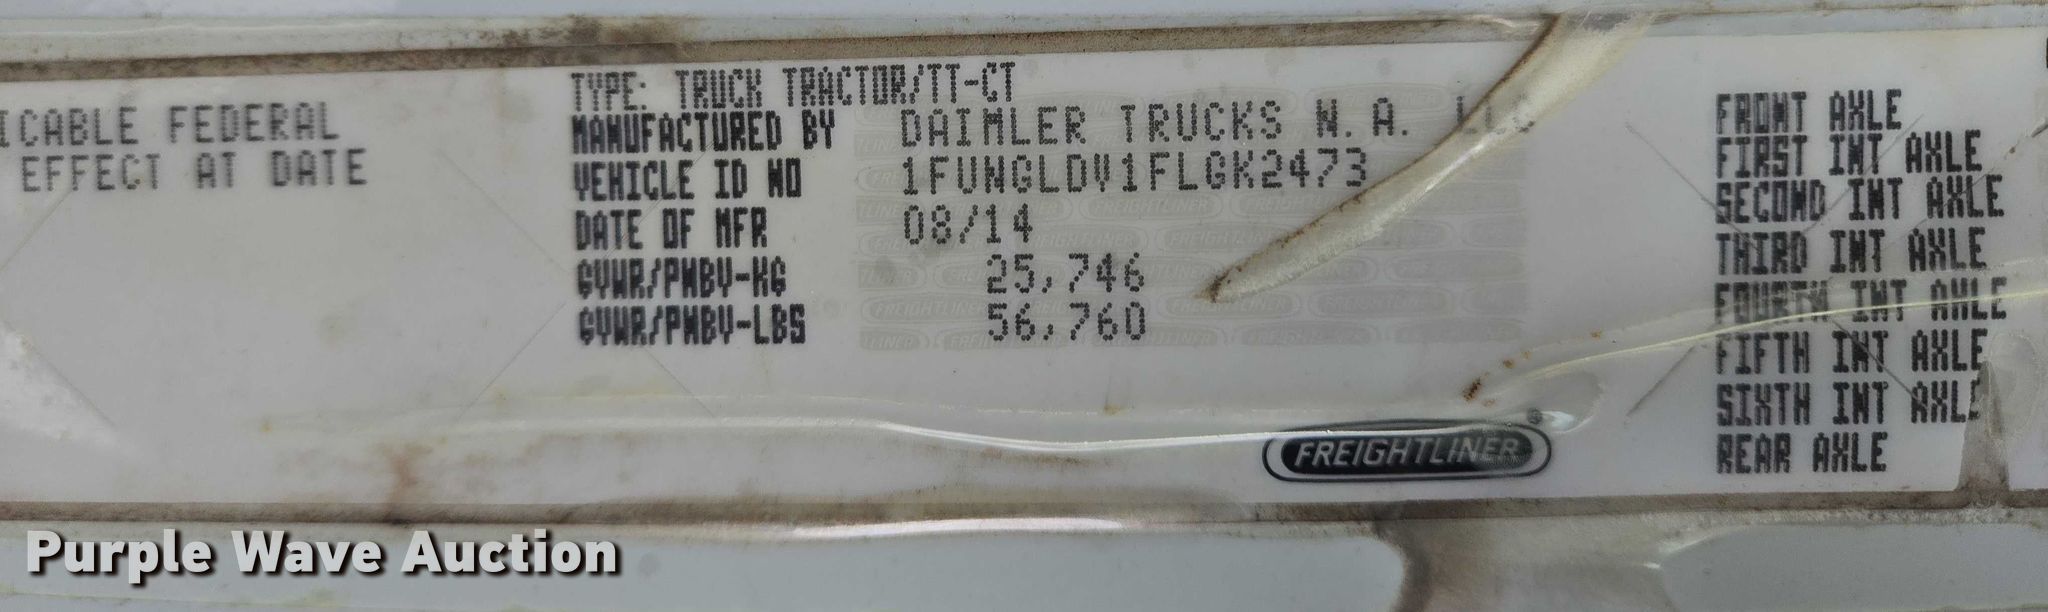 ICABLE FEDERAL
EFFECT AT DATE
TYPE: TRUCK TRACTOR/TT-CT
MANUFACTURED BY DAIMLER TRUCKS N.A.
VEHICLE ID NO 1FUNGLDV1FLGK2473
DATE OF MFR 08/14
GVWR/PNBV-KG 25,746
GVWR/PNBV-LBS 56,760
FREIGHTLINER
FRONT AXLE
FIRST INT AXLE
SECOND INT AXLE
THIRD INT AXLE
FOURTH INT AXLE
FIFTH INT AXLE
SIXTH INT AXLE
REAR AXLE
Purple Wave Auction